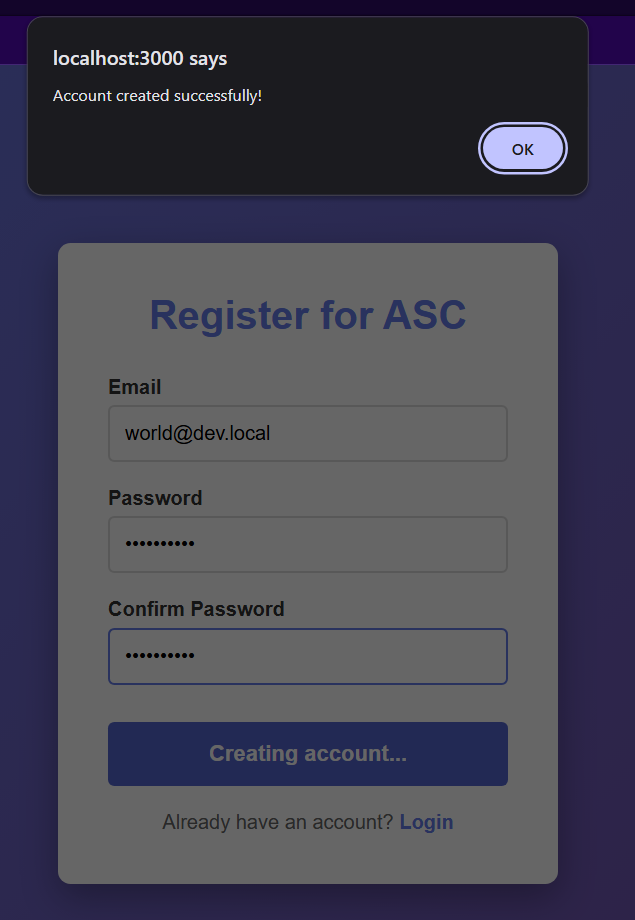 localhost:3000 says
Account created successfully!
OK
Register for ASC
Email
world@dev.local
Password
••••••••••
Confirm Password
••••••••••
Creating account...
Already have an account? Login